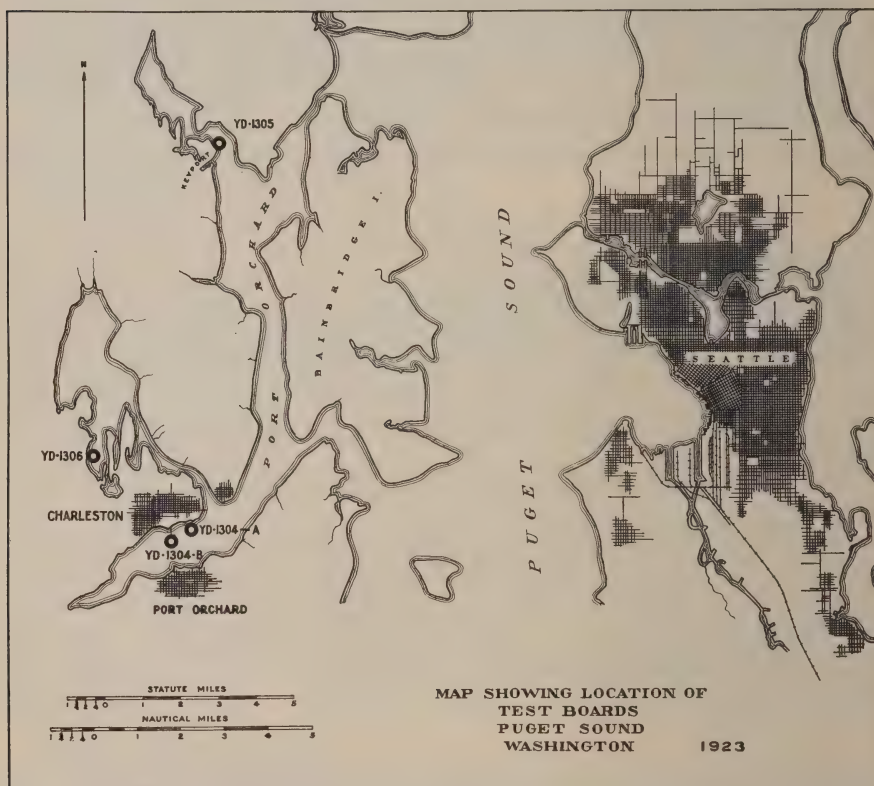 N
YD-1305
KEYPORT
PORT ORCHARD
BAINBRIDGE I.
PUGET SOUND
SEATTLE
YD-1306
CHARLESTON
YD-1304-A
YD-1304-B
PORT ORCHARD
STATUTE MILES
1 0 1 2 3 4 5
NAUTICAL MILES
1 0 1 2 3 5
MAP SHOWING LOCATION OF
TEST BOARDS
PUGET SOUND
WASHINGTON 1923